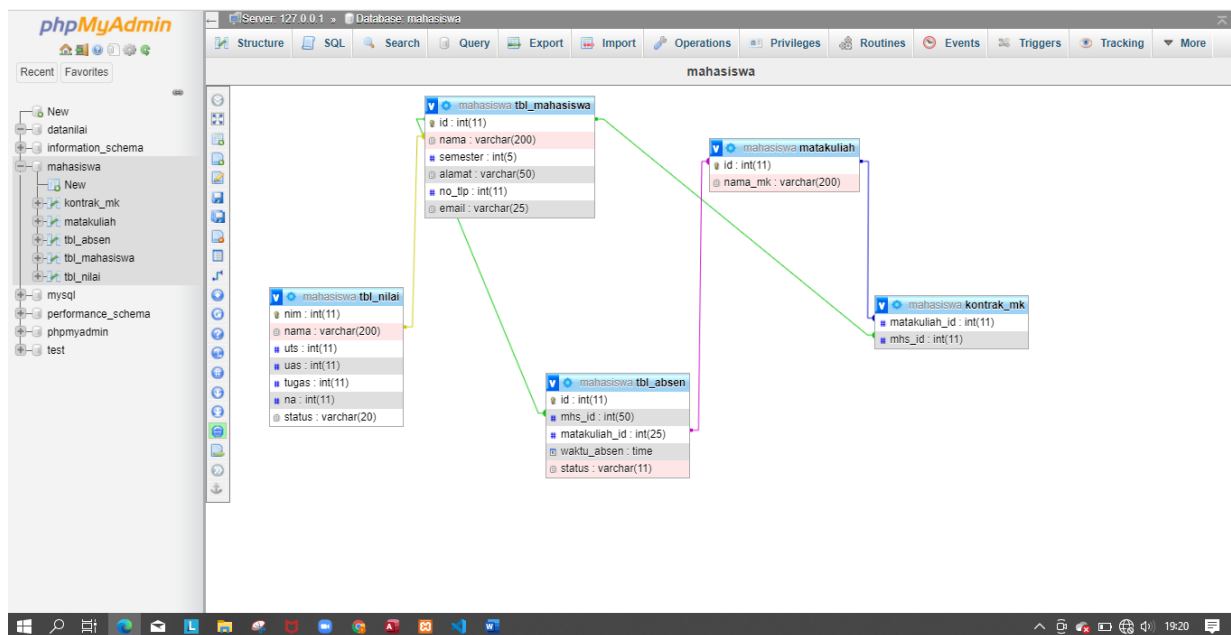 phpMyAdmin
Recent Favorites
New
datanilai
information_schema
mahasiswa
New
kontrak_mk
matakuliah
tbl_absen
tbl_mahasiswa
tbl_nilai
mysql
performance_schema
phpmyadmin
test
Server: 127.0.0.1 » Database: mahasiswa
Structure SQL Search Query Export Import Operations Privileges Routines Events Triggers Tracking More
mahasiswa
v mahasiswa tbl_mahasiswa
id : int(11)
nama : varchar(200)
# semester : int(5)
alamat : varchar(50)
# no_tlp : int(11)
email : varchar(25)
v mahasiswa matakuliah
id : int(11)
nama_mk : varchar(200)
v mahasiswa tbl_nilai
nim : int(11)
nama : varchar(200)
# uts : int(11)
# uas : int(11)
# tugas : int(11)
# na : int(11)
status : varchar(20)
v mahasiswa kontrak_mk
# matakuliah_id : int(11)
# mhs_id : int(11)
v mahasiswa tbl_absen
id : int(11)
# mhs_id : int(50)
# matakuliah_id : int(25)
waktu_absen : time
status : varchar(11)
19:20